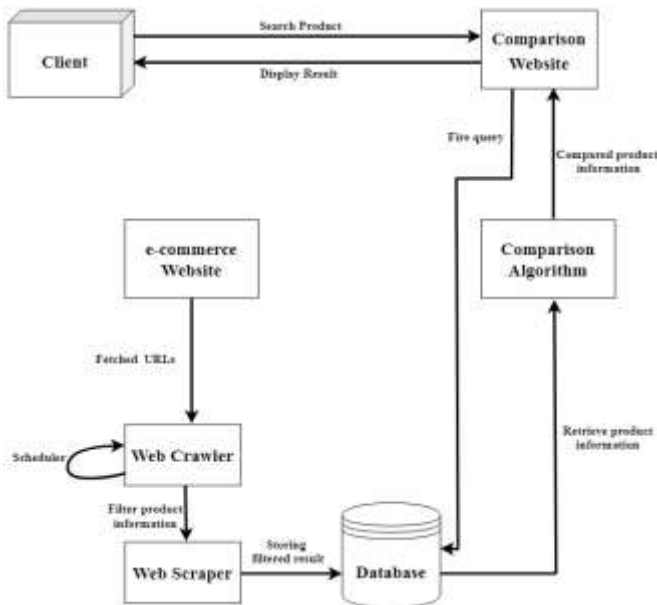 Search Product
Client
Comparison
Website
Display Result
Fire query
Compared product
information
e-commerce
Website
Comparison
Algorithm
Fetched URLs
Retrieve product
information
Scheduler
Web Crawler
Filter product
information
Storing
filtered result
Web Scraper
Database